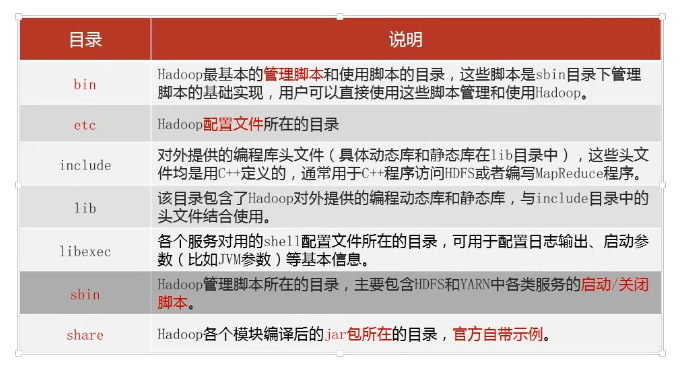 目录 说明
bin Hadoop最基本的管理脚本和使用脚本的目录，这些脚本是sbin目录下管理
脚本的基础实现，用户可以直接使用这些脚本管理和使用Hadoop。
etc Hadoop配置文件所在的目录
include 对外提供的编程库头文件（具体动态库和静态库在lib目录中），这些头文
件均是用C++定义的，通常用于C++程序访问HDFS或者编写MapReduce程序。
lib 该目录包含了Hadoop对外提供的编程动态库和静态库，与include目录中的
头文件结合使用。
libexec 各个服务对用的shell配置文件所在的目录，可用于配置日志输出、启动参
数（比如JVM参数）等基本信息。
sbin Hadoop管理脚本所在的目录，主要包含HDFS和YARN中各类服务的启动/关闭
脚本。
share Hadoop各个模块编译后的jar包所在的目录，官方自带示例。